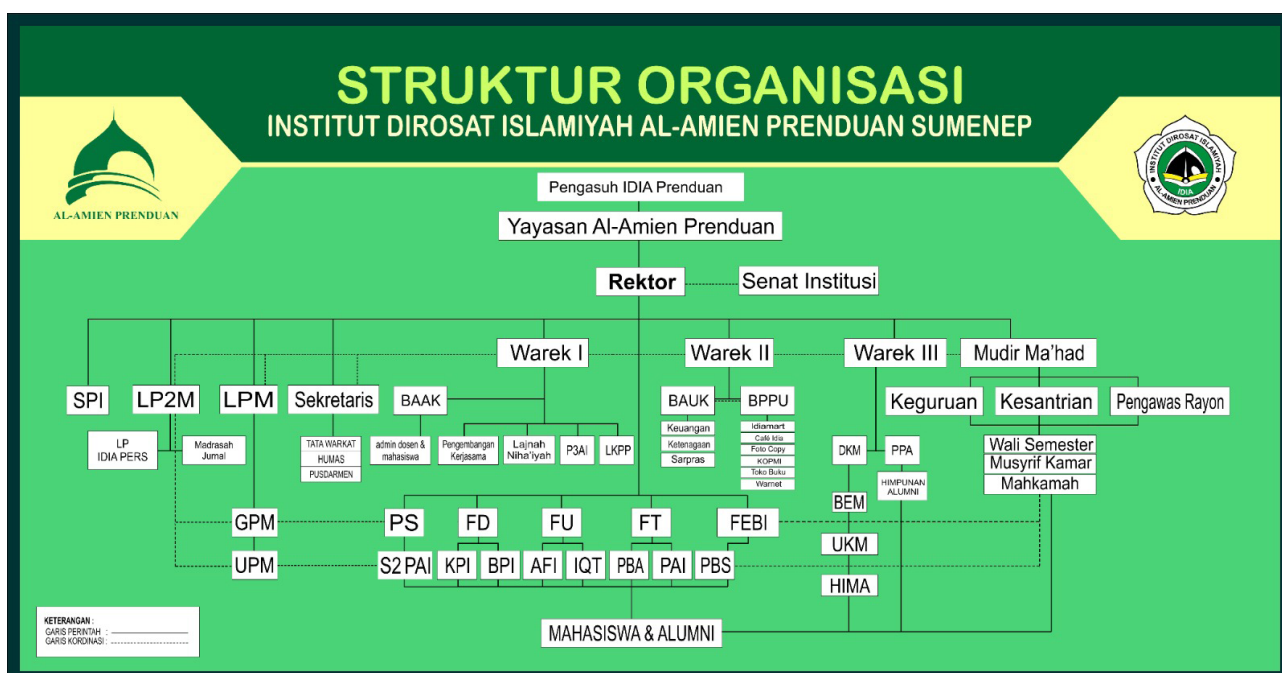 STRUKTUR ORGANISASI
INSTITUT DIROSAT ISLAMIYAH AL-AMIEN PRENDUAN SUMENEP
AL-AMIEN PRENDUAN
INSTITUT DIROSAT ISLAMIYAH
IDIA
AL-AMIEN PRENDUAN
Pengasuh IDIA Prenduan
Yayasan Al-Amien Prenduan
Rektor
Senat Institusi
Warek I
Warek II
Warek III
Mudir Ma'had
SPI
LP2M
LPM
Sekretaris
BAAK
BAUK
BPPU
Keguruan
Kesantrian
Pengawas Rayon
LP
IDIA PERS
Madrasah
Jurnal
TATA WARKAT
HUMAS
PUSDARMEN
admin dosen &
mahasiswa
Pengembangan
Kerjasama
Lajnah
Niha'iyah
P3AI
LKPP
Keuangan
Ketenagaan
Sarpras
Idiamart
Café Idia
Foto Copy
KOPMI
Toko Buku
Warnet
DKM
PPA
HIMPUNAN
ALUMNI
Wali Semester
Musyrif Kamar
Mahkamah
BEM
GPM
PS
FD
FU
FT
FEBI
UKM
UPM
S2 PAI
KPI
BPI
AFI
IQT
PBA
PAI
PBS
HIMA
MAHASISWA & ALUMNI
KETERANGAN :
GARIS PERINTAH :
GARIS KORDINASI :